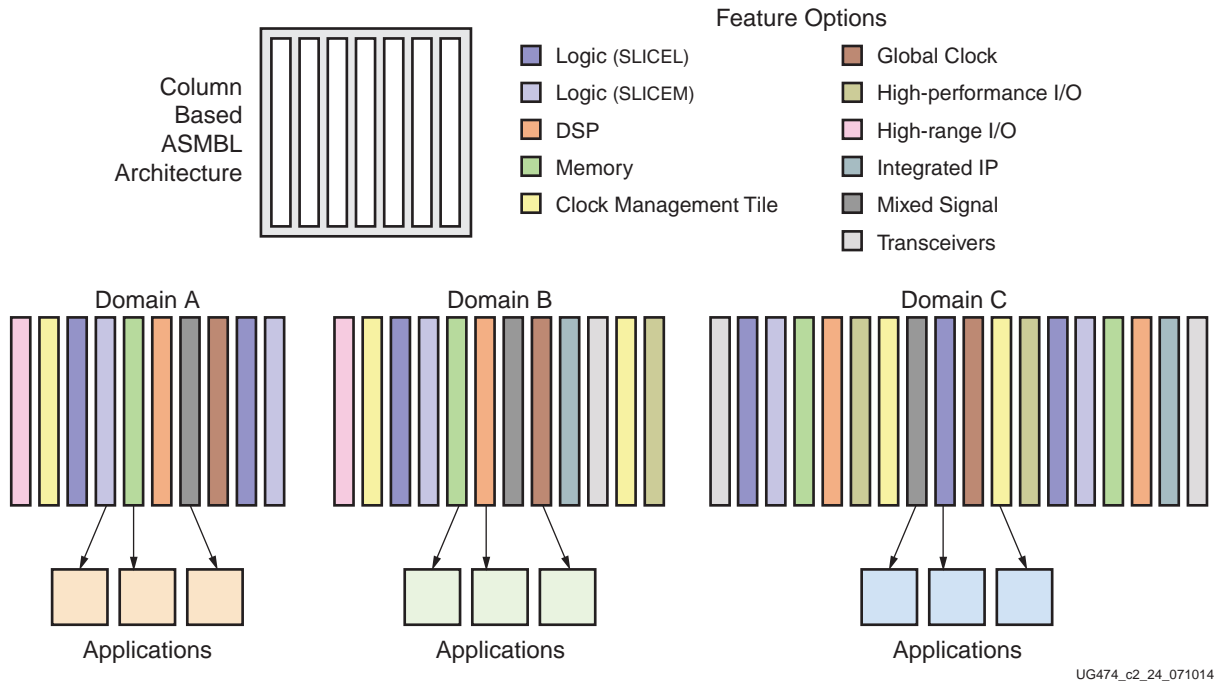 Feature Options
Column
Based
ASMBL
Architecture
Logic (SLICEL)
Logic (SLICEM)
DSP
Memory
Clock Management Tile
Global Clock
High-performance I/O
High-range I/O
Integrated IP
Mixed Signal
Transceivers
Domain A
Domain B
Domain C
Applications
Applications
Applications
UG474_c2_24_071014